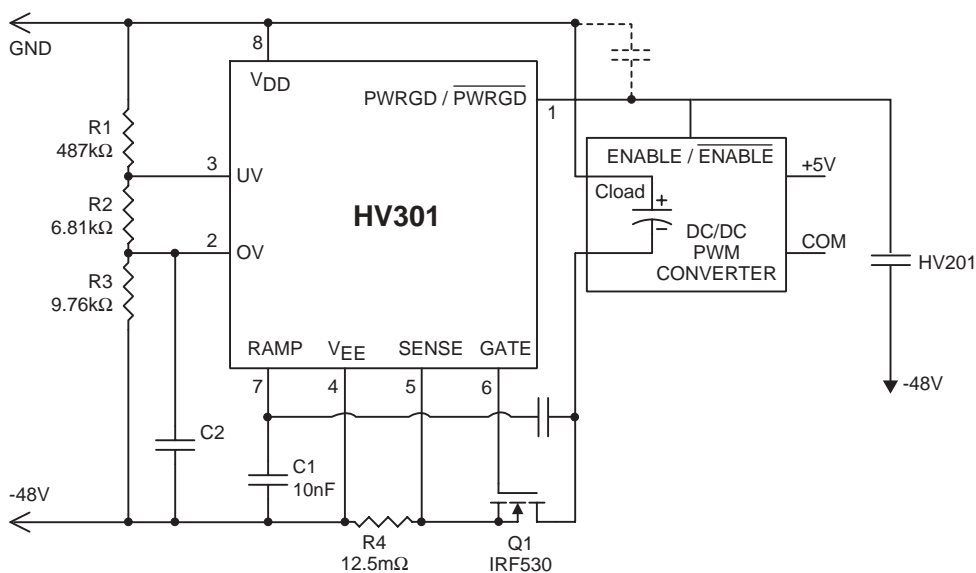 GND
8
VDD
PWRGD / PWRGD
1
R1
487kΩ
ENABLE / ENABLE
+5V
3
UV
Cload
+
R2
6.81kΩ
HV301
−
2
OV
DC/DC
PWM
CONVERTER
COM
HV201
R3
9.76kΩ
RAMP
VEE
SENSE
GATE
7
4
5
6
-48V
C2
C1
10nF
-48V
R4
12.5mΩ
Q1
IRF530